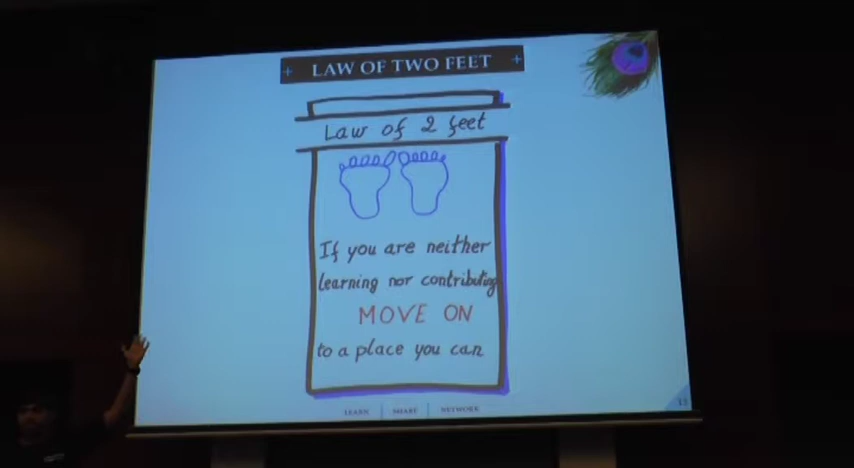 + LAW OF TWO FEET +
Law of 2 feet
If you are neither
learning nor contributing
MOVE ON
to a place you can
LEARN | SHARE | NETWORK
13